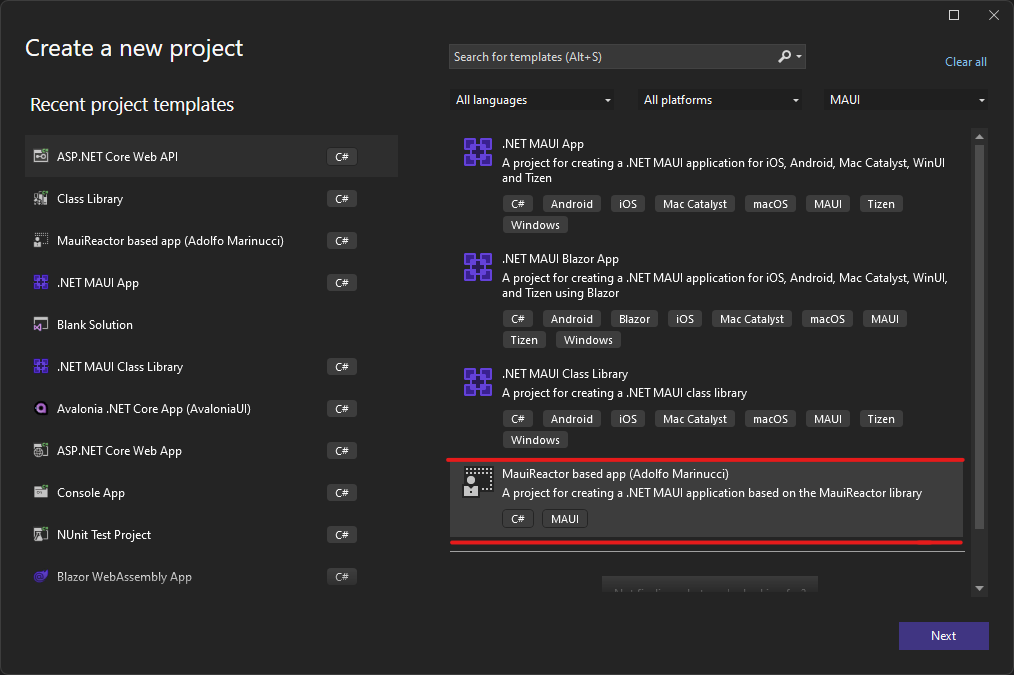 Create a new project
Search for templates (Alt+S)
Clear all
All languages
All platforms
MAUI
Recent project templates
ASP.NET Core Web API
C#
Class Library
C#
MauiReactor based app (Adolfo Marinucci)
C#
.NET MAUI App
C#
Blank Solution
.NET MAUI Class Library
C#
Avalonia .NET Core App (AvaloniaUI)
C#
ASP.NET Core Web App
C#
Console App
C#
NUnit Test Project
C#
Blazor WebAssembly App
C#
.NET MAUI App
A project for creating a .NET MAUI application for iOS, Android, Mac Catalyst, WinUI
and Tizen
C# Android iOS Mac Catalyst macOS MAUI Tizen
Windows
.NET MAUI Blazor App
A project for creating a .NET MAUI application for iOS, Android, Mac Catalyst, WinUI,
and Tizen using Blazor
C# Android Blazor iOS Mac Catalyst macOS MAUI
Tizen Windows
.NET MAUI Class Library
A project for creating a .NET MAUI class library
C# Android iOS Mac Catalyst macOS MAUI Tizen
Windows
MauiReactor based app (Adolfo Marinucci)
A project for creating a .NET MAUI application based on the MauiReactor library
C# MAUI
Next